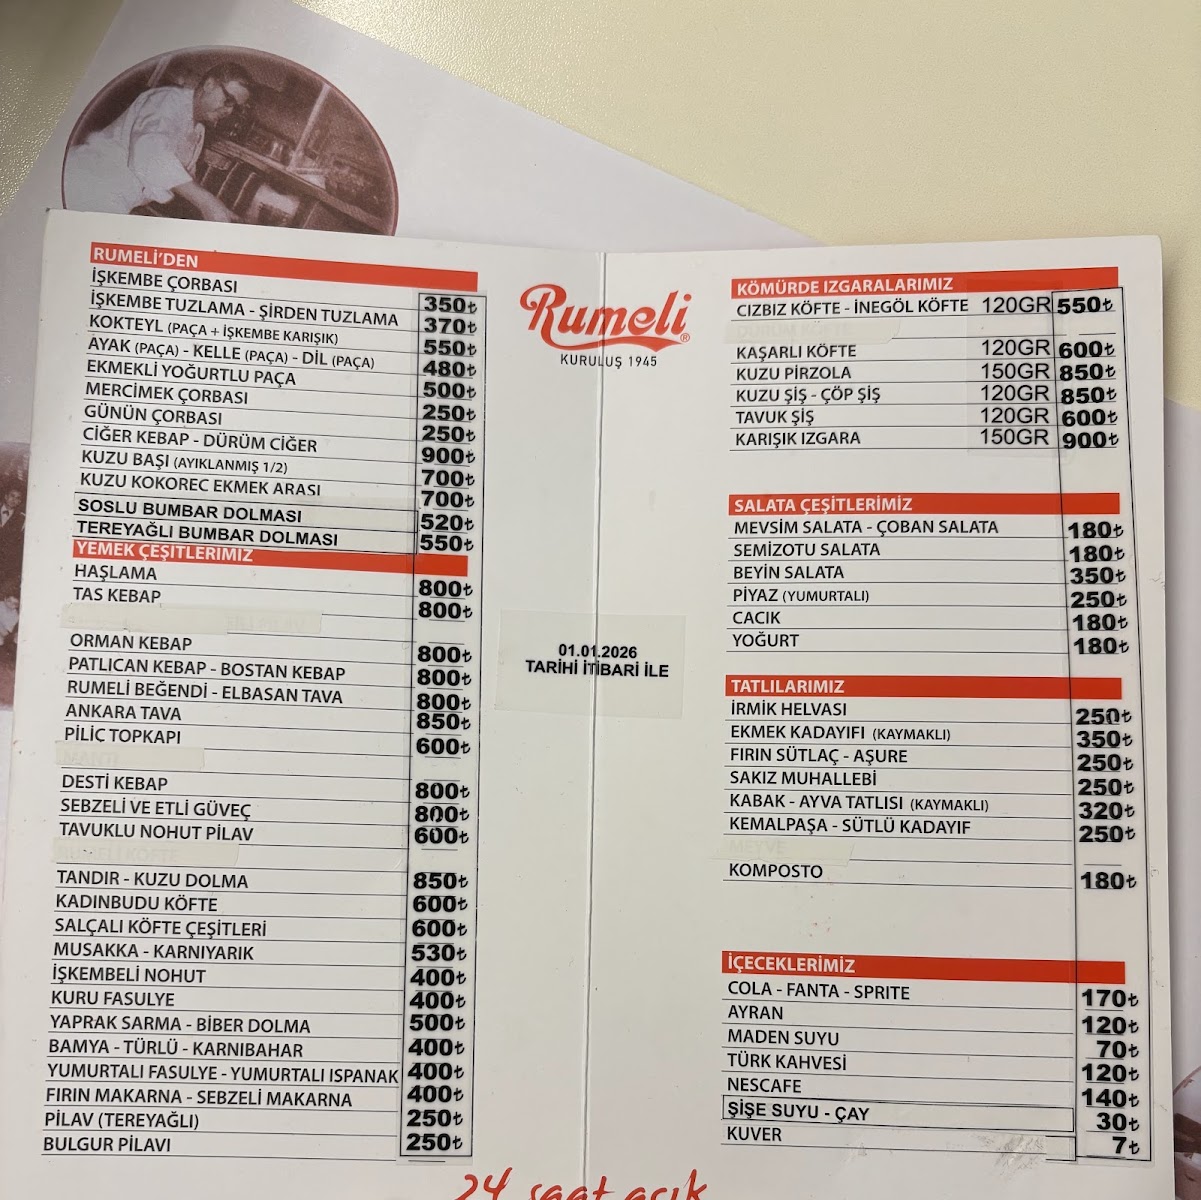 RUMELİ'DEN
İŞKEMBE ÇORBASI 350₺
İŞKEMBE TUZLAMA - ŞİRDEN TUZLAMA 370₺
KOKTEYL (PAÇA + İŞKEMBE KARIŞIK) 550₺
AYAK (PAÇA) - KELLE (PAÇA) - DİL (PAÇA) 480₺
EKMEKLİ YOĞURTLU PAÇA 500₺
MERCİMEK ÇORBASI 250₺
GÜNÜN ÇORBASI 250₺
CİĞER KEBAP - DÜRÜM CİĞER 900₺
KUZU BAŞI (AYIKLANMIŞ 1/2) 700₺
KUZU KOKOREC EKMEK ARASI 700₺
SOSLU BUMBAR DOLMASI 520₺
TEREYAĞLI BUMBAR DOLMASI 550₺
YEMEK ÇEŞİTLERİMİZ
HAŞLAMA 800₺
TAS KEBAP 800₺
ORMAN KEBAP 800₺
PATLICAN KEBAP - BOSTAN KEBAP 800₺
RUMELİ BEĞENDİ - ELBASAN TAVA 800₺
ANKARA TAVA 850₺
PİLİÇ TOPKAPI 600₺
MANTI
DESTİ KEBAP 800₺
SEBZELİ VE ETLİ GÜVEÇ 800₺
TAVUKLU NOHUT PİLAV 600₺
RUMELİ KÖFTE
TANDIR - KUZU DOLMA 850₺
KADINBUDU KÖFTE 600₺
SALÇALI KÖFTE ÇEŞİTLERİ 600₺
MUSAKKA - KARNIYARIK 530₺
İŞKEMBELİ NOHUT 400₺
KURU FASULYE 400₺
YAPRAK SARMA - BİBER DOLMA 500₺
BAMYA - TÜRLÜ - KARNIBAHAR 400₺
YUMURTALI FASULYE - YUMURTALI ISPANAK 400₺
FIRIN MAKARNA - SEBZELİ MAKARNA 400₺
PİLAV (TEREYAĞLI) 250₺
BULGUR PİLAVI 250₺
Rumeli®
KURULUŞ 1945
01.01.2026
TARİHİ İTİBARİ İLE
24 saat açık
KÖMÜRDE IZGARALARIMIZ
CIZBIZ KÖFTE - İNEGÖL KÖFTE 120GR 550₺
DÜRÜM KÖFTE
KAŞARLI KÖFTE 120GR 600₺
KUZU PİRZOLA 150GR 850₺
KUZU ŞİŞ - ÇÖP ŞİŞ 120GR 850₺
TAVUK ŞİŞ 120GR 600₺
KARIŞIK IZGARA 150GR 900₺
SALATA ÇEŞİTLERİMİZ
MEVSİM SALATA - ÇOBAN SALATA 180₺
SEMİZOTU SALATA 180₺
BEYİN SALATA 350₺
PİYAZ (YUMURTALI) 250₺
CACIK 180₺
YOĞURT 180₺
TATLILARIMIZ
İRMİK HELVASI 250₺
EKMEK KADAYIFI (KAYMAKLI) 350₺
FIRIN SÜTLAÇ - AŞURE 250₺
SAKIZ MUHALLEBİ 250₺
KABAK - AYVA TATLISI (KAYMAKLI) 320₺
KEMALPAŞA - SÜTLÜ KADAYIF 250₺
MEYVE
KOMPOSTO 180₺
İÇECEKLERİMİZ
COLA - FANTA - SPRITE 170₺
AYRAN 120₺
MADEN SUYU 70₺
TÜRK KAHVESİ 120₺
NESCAFE 140₺
ŞİŞE SUYU - ÇAY 30₺
KUVER 7₺